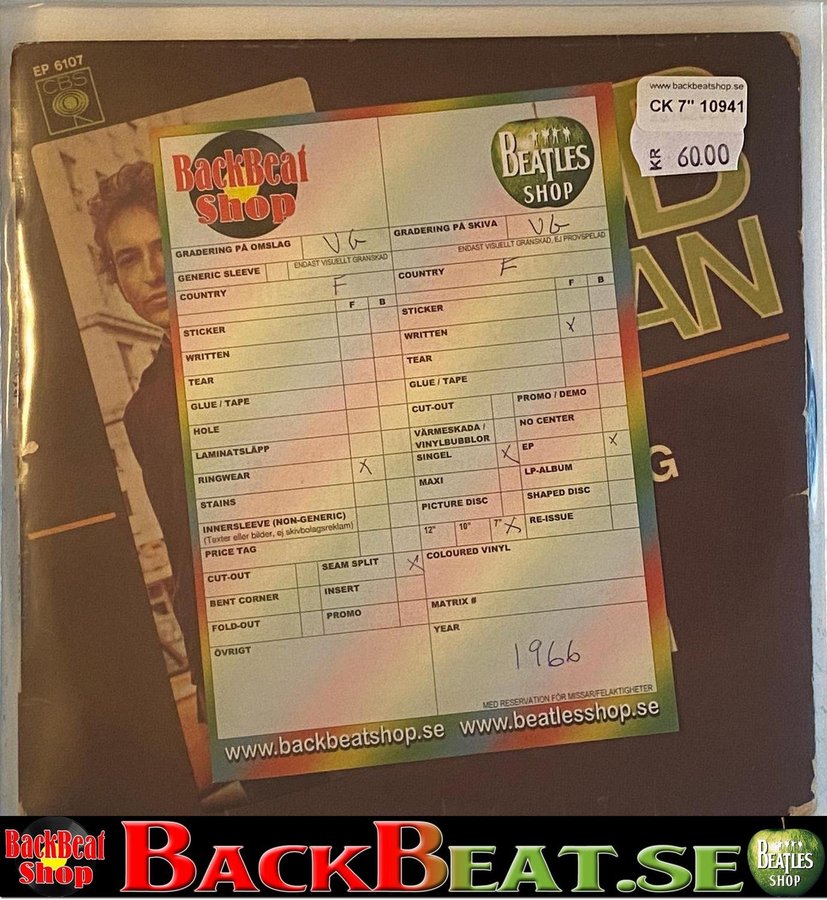 EP 6107
CBS
www.backbeatshop.se
CK 7" 10941
KR 60.00
B
AN
G
BackBeat
Shop
BEATLES
SHOP
GRADERING PÅ OMSLAG VG
ENDAST VISUELLT GRANSKAD
GENERIC SLEEVE
COUNTRY F
F B
STICKER
WRITTEN
TEAR
GLUE / TAPE
HOLE
LAMINATSLÄPP
RINGWEAR X
STAINS
INNERSLEEVE (NON-GENERIC)
(Texter eller bilder, ej skivbolagsreklam)
PRICE TAG
CUT-OUT SEAM SPLIT X
BENT CORNER INSERT
FOLD-OUT PROMO
ÖVRIGT
GRADERING PÅ SKIVA VG
ENDAST VISUELLT GRANSKAD, EJ PROVSPELAD
COUNTRY F
F B
STICKER
WRITTEN X
TEAR
GLUE / TAPE
CUT-OUT PROMO / DEMO
VÄRMESKADA / VINYLBUBBLOR NO CENTER
SINGEL X EP X
MAXI LP-ALBUM
PICTURE DISC SHAPED DISC
12" 10" 7" X RE-ISSUE
COLOURED VINYL
MATRIX #
YEAR
1966
MED RESERVATION FÖR MISSAR/FELAKTIGHETER
www.backbeatshop.se www.beatlesshop.se
BackBeat
Shop
BACKBEAT.SE
BEATLES
SHOP